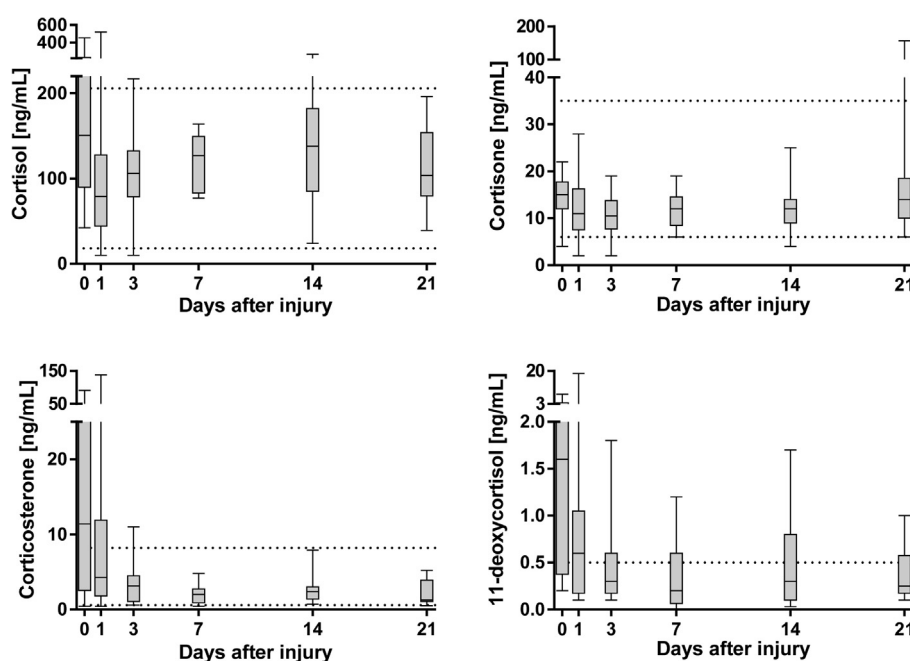 Cortisol [ng/mL]
600
400
200
100
0
0 1 3 7 14 21
Days after injury
Cortisone [ng/mL]
200
100
40
30
20
10
0
0 1 3 7 14 21
Days after injury
Corticosterone [ng/mL]
150
50
20
10
0
0 1 3 7 14 21
Days after injury
11-deoxycortisol [ng/mL]
20
3
2.0
1.5
1.0
0.5
0.0
0 1 3 7 14 21
Days after injury